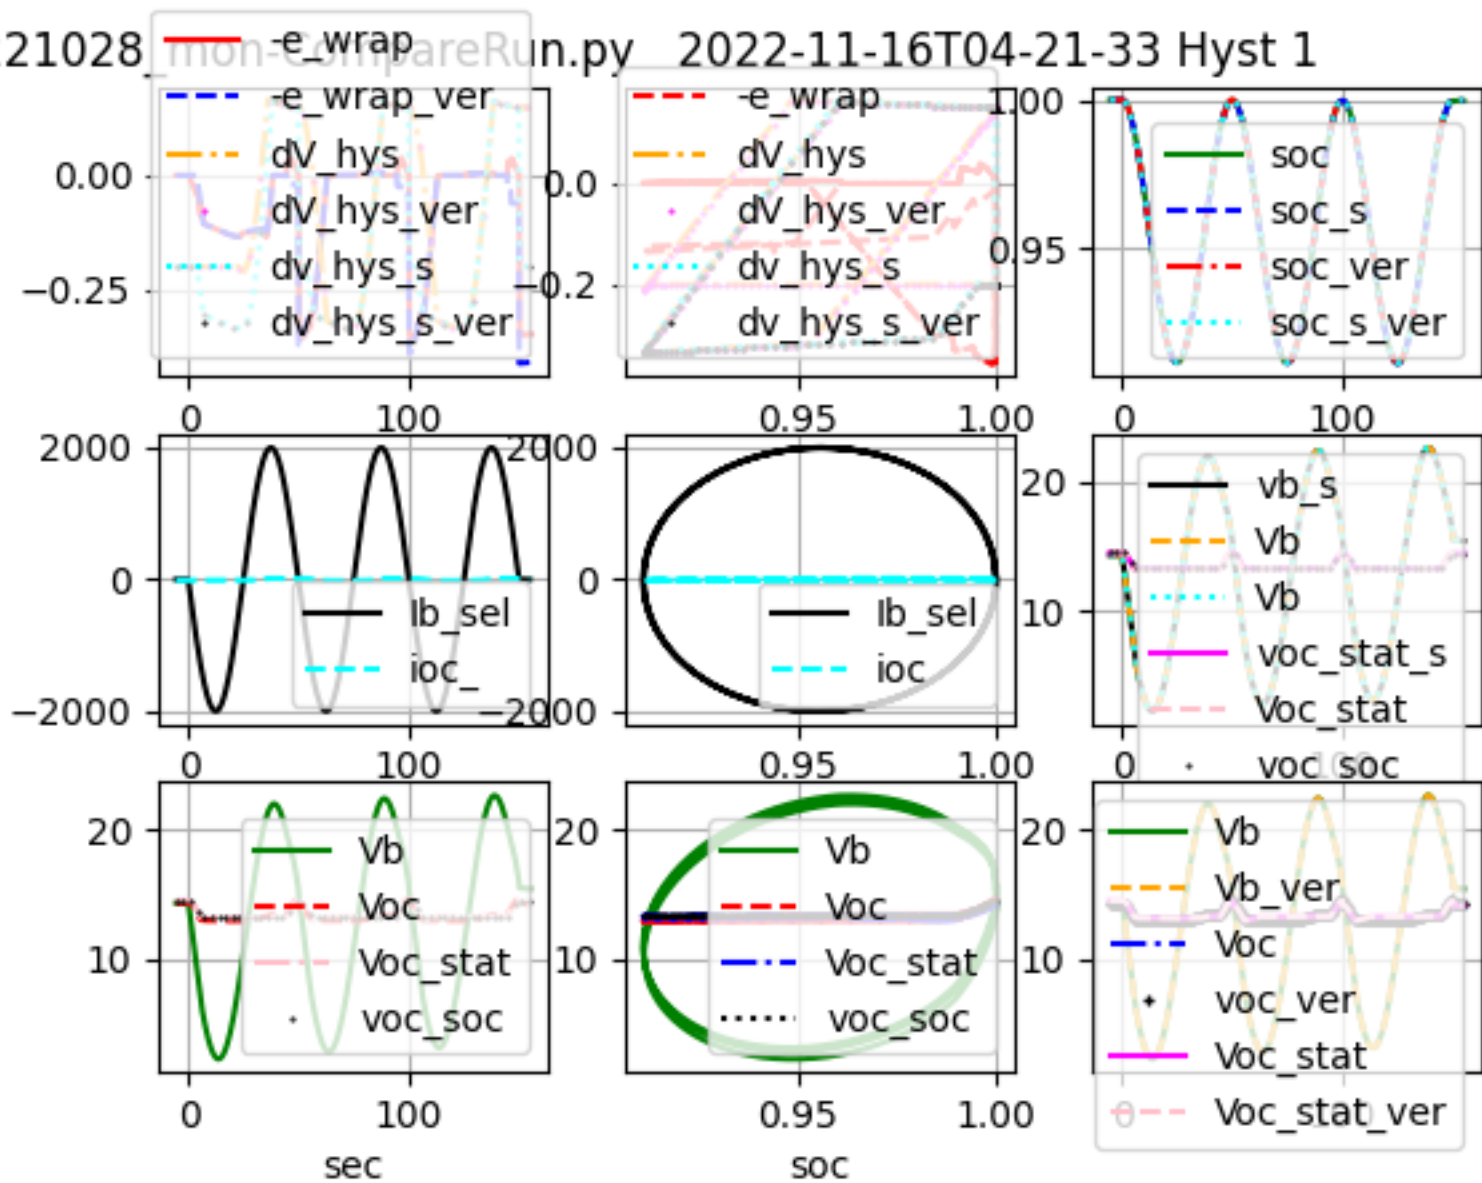 21028_mon-CompareRun.py 2022-11-16T04-21-33 Hyst 1
-e_wrap
-e_wrap_ver
dV_hys
dV_hys_ver
dv_hys_s
dv_hys_s_ver
0.00
−0.25
0
100
-e_wrap
dV_hys
dV_hys_ver
dv_hys_s
dv_hys_s_ver
0.0
−0.2
0.95
1.00
soc
soc_s
soc_ver
soc_s_ver
1.00
0.95
0
100
2000
0
−2000
Ib_sel
ioc_
0
100
2000
0
−2000
Ib_sel
ioc
0.95
1.00
20
10
vb_s
Vb
Vb
voc_stat_s
Voc_stat
voc_soc
0
100
20
10
Vb
Voc
Voc_stat
voc_soc
0
100
sec
20
10
Vb
Voc
Voc_stat
voc_soc
0.95
1.00
soc
20
10
Vb
Vb_ver
Voc
voc_ver
Voc_stat
Voc_stat_ver
0
100